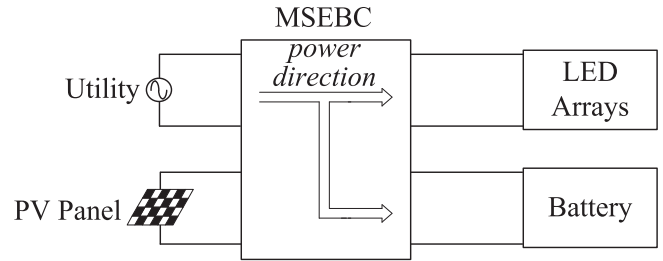 MSEBC
power
direction
Utility
LED
Arrays
PV Panel
Battery